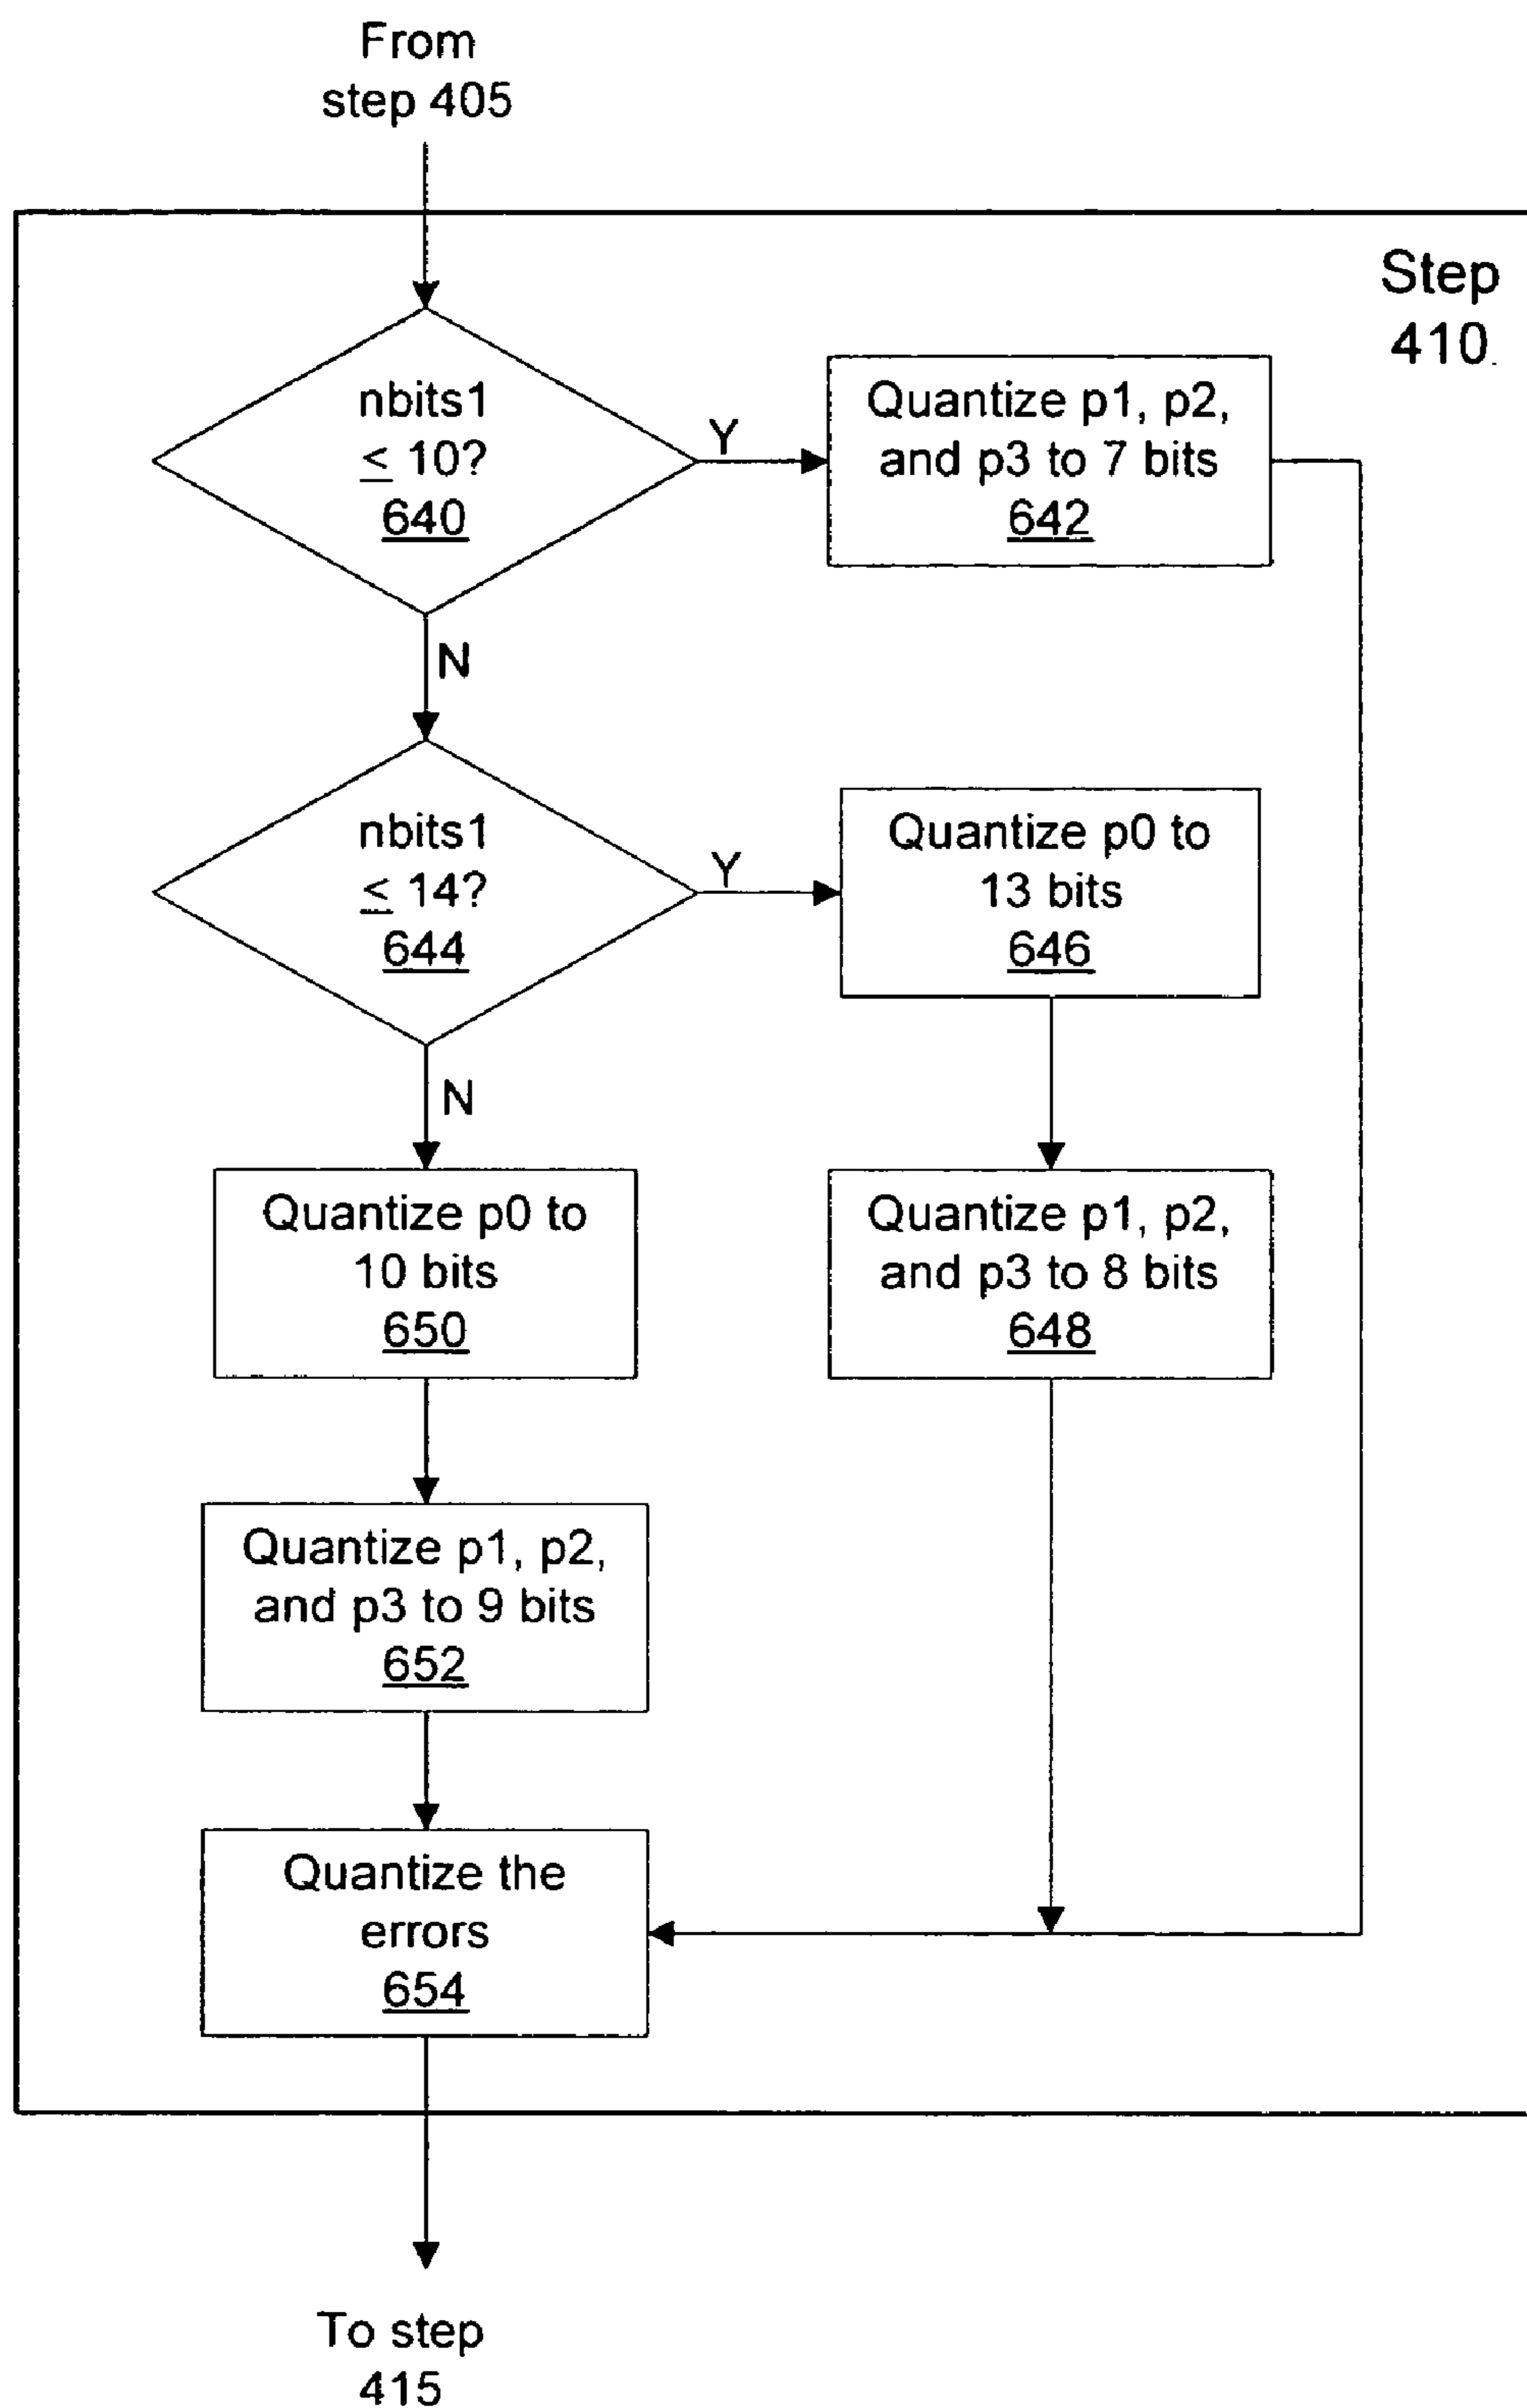 From
step 405
Step
410
nbits1
≤ 10?
640
Y
Quantize p1, p2,
and p3 to 7 bits
642
N
nbits1
≤ 14?
644
Y
Quantize p0 to
13 bits
646
N
Quantize p0 to
10 bits
650
Quantize p1, p2,
and p3 to 8 bits
648
Quantize p1, p2,
and p3 to 9 bits
652
Quantize the
errors
654
To step
415